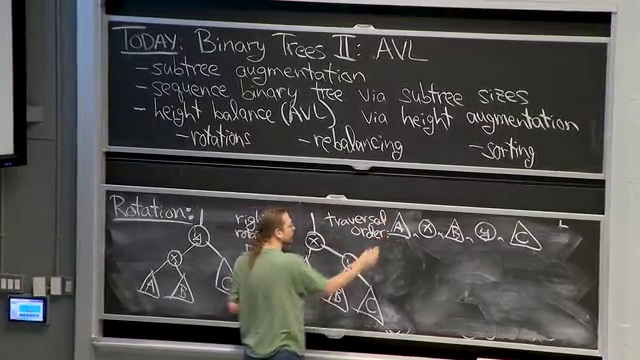 TODAY: Binary Trees II: AVL
- subtree augmentation
- sequence binary tree via subtree sizes
- height balance (AVL) via height augmentation
- rotations - rebalancing - sorting
Rotation:
right
traversal
order:
A, x, B, y, C
y
x
A
B
x
B
C